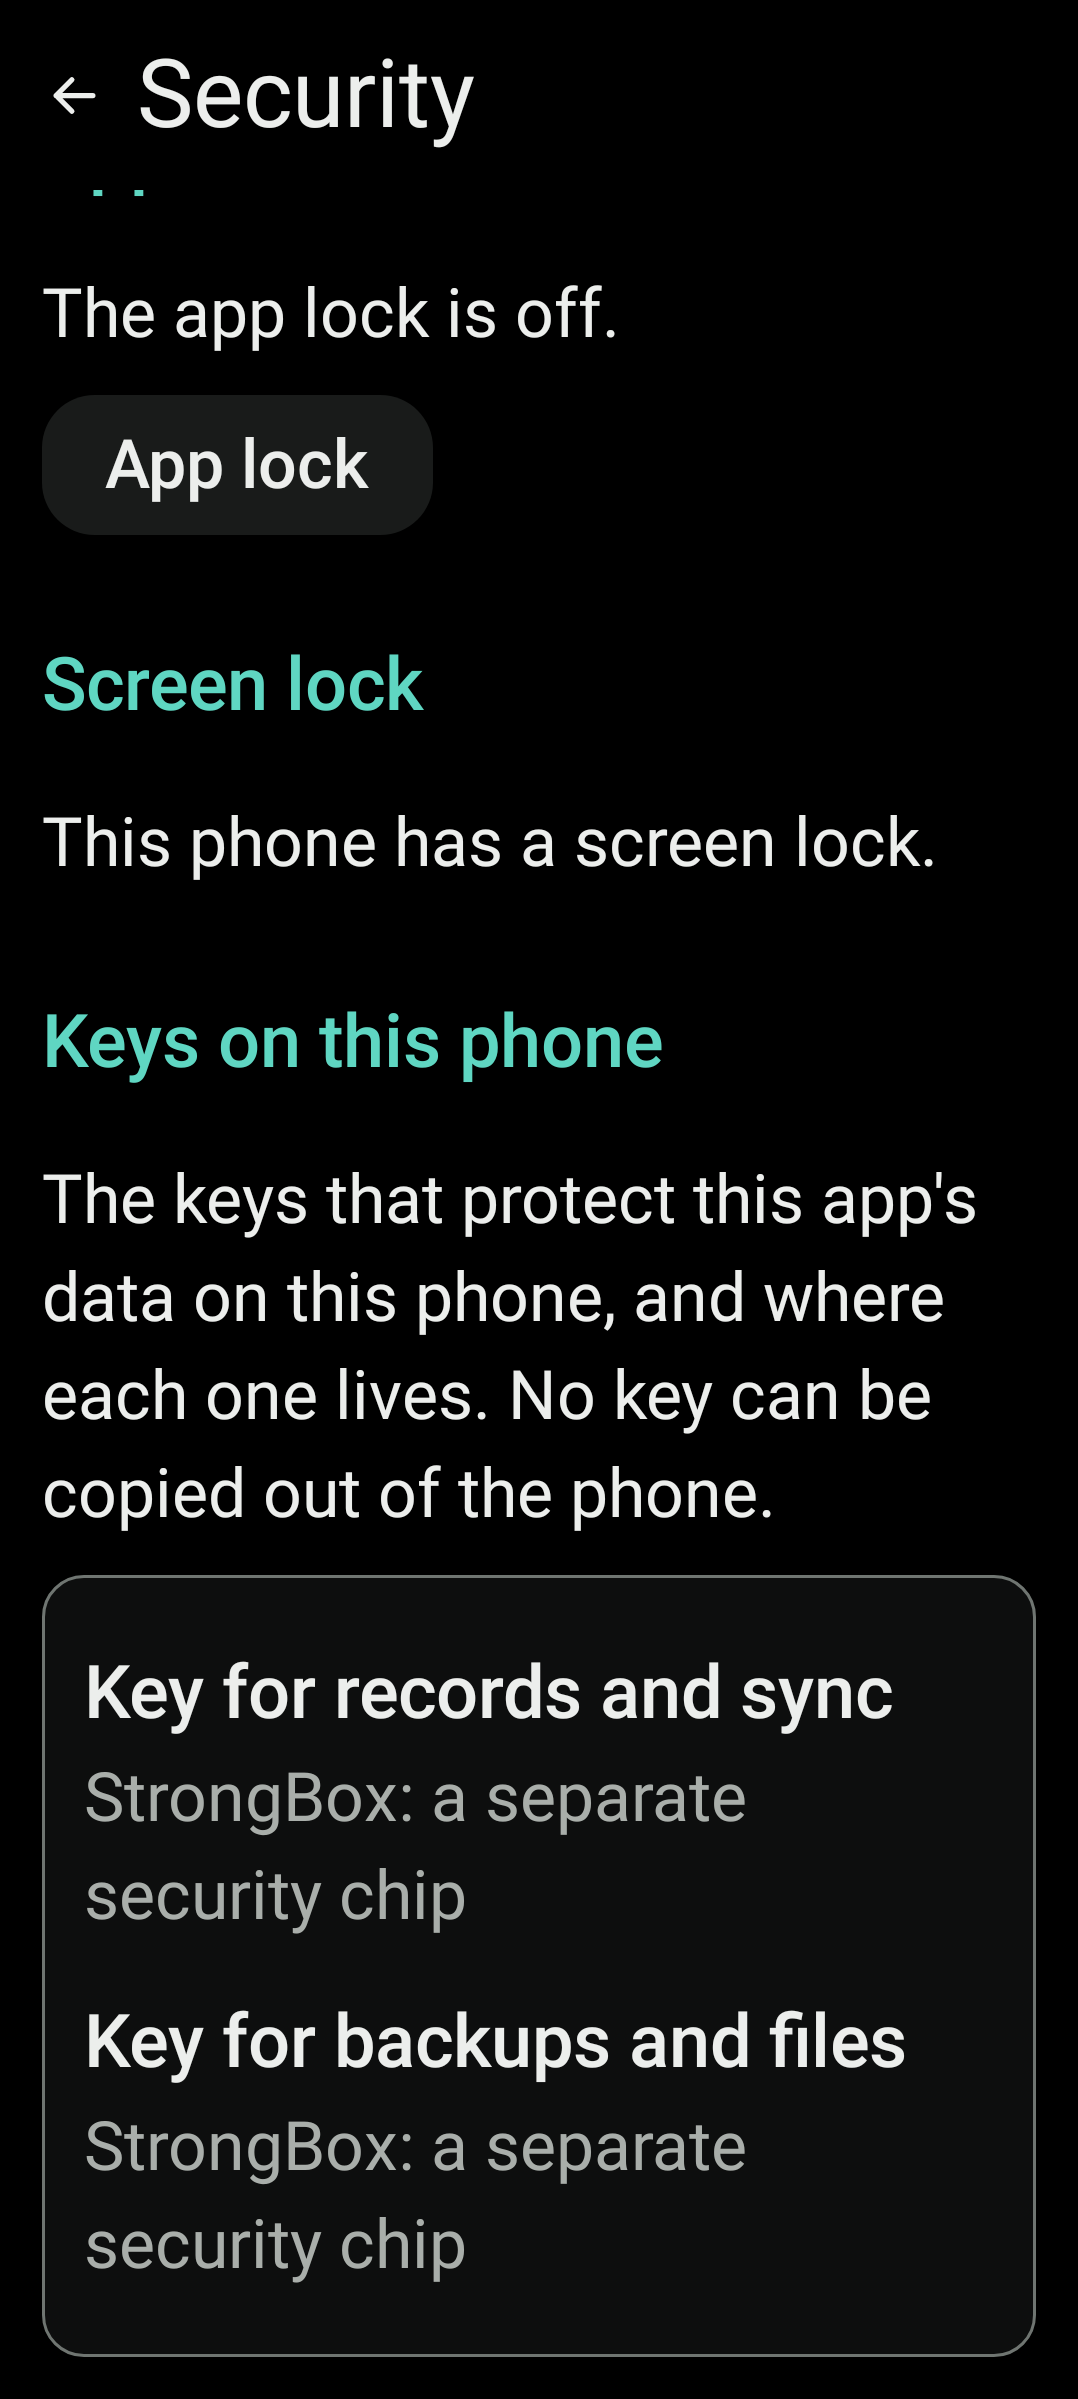 Security
The app lock is off.
App lock
Screen lock
This phone has a screen lock.
Keys on this phone
The keys that protect this app's
data on this phone, and where
each one lives. No key can be
copied out of the phone.
Key for records and sync
StrongBox: a separate
security chip
Key for backups and files
StrongBox: a separate
security chip